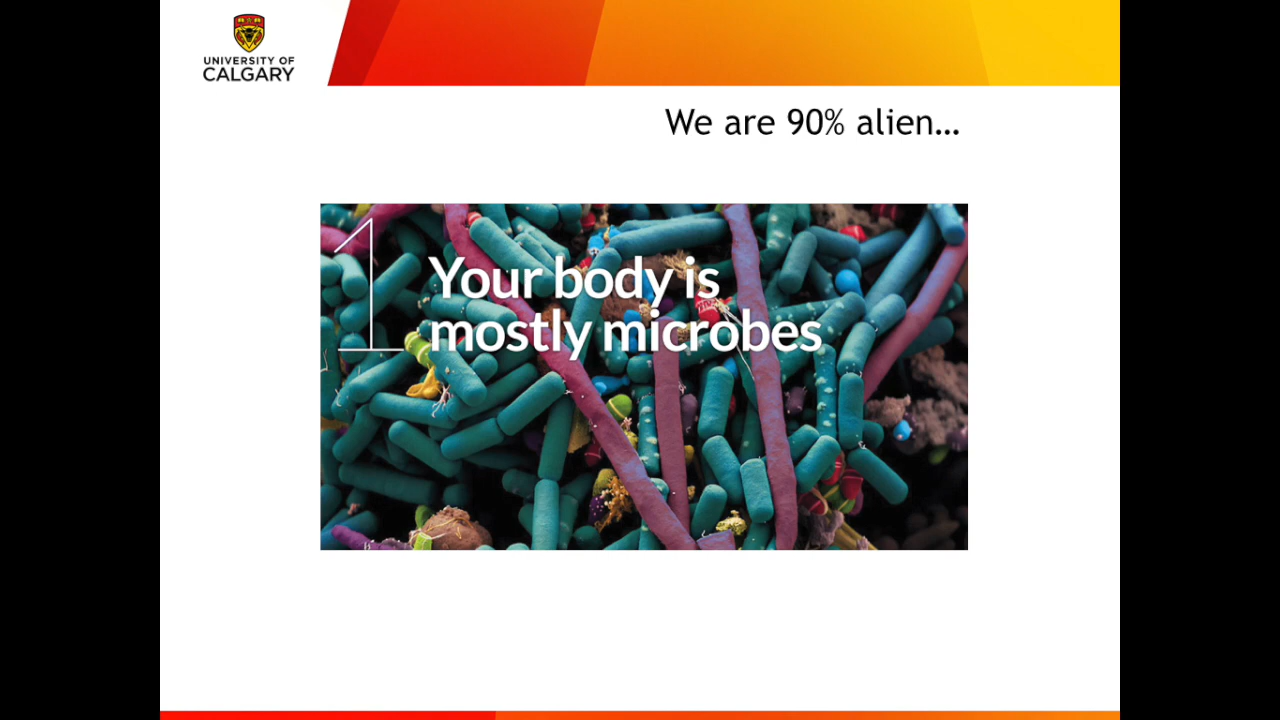 UNIVERSITY OF
CALGARY
We are 90% alien...
1
Your body is
mostly microbes